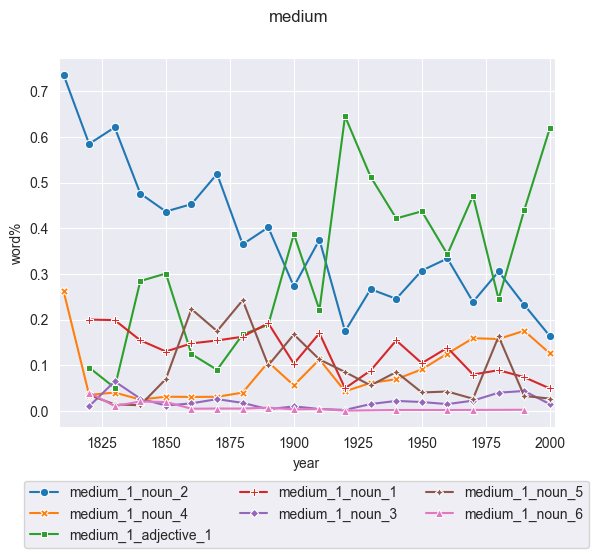 medium
0.7
0.6
0.5
0.4
0.3
0.2
0.1
0.0
word%
1825 1850 1875 1900 1925 1950 1975 2000
year
medium_1_noun_2 medium_1_noun_1 medium_1_noun_5
medium_1_noun_4 medium_1_noun_3 medium_1_noun_6
medium_1_adjective_1